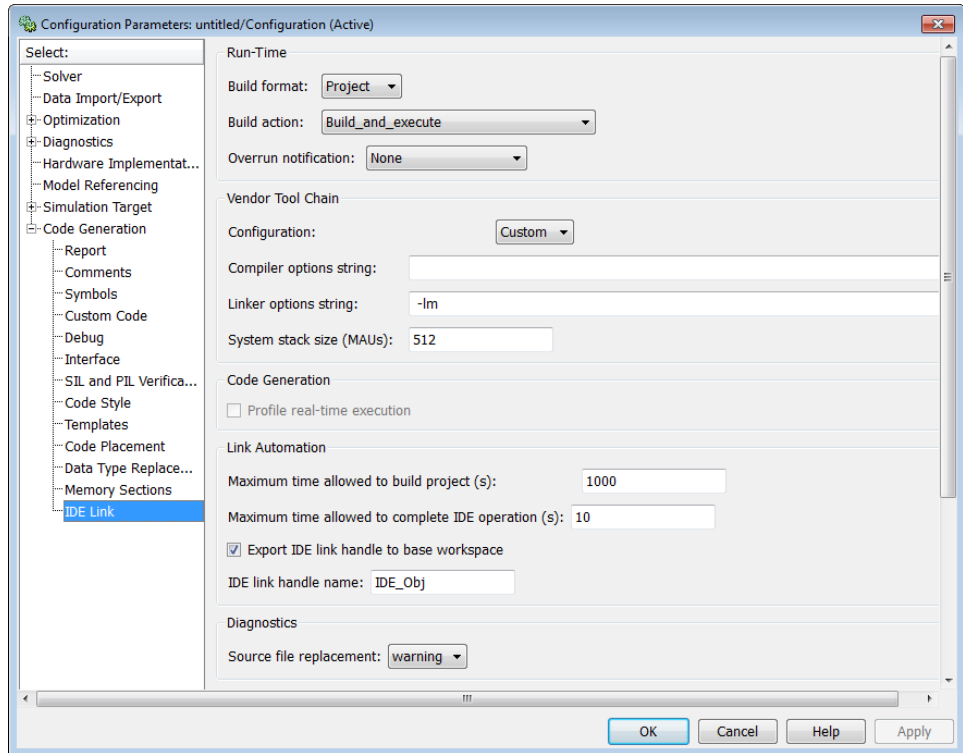 Configuration Parameters: untitled/Configuration (Active)
Select:
Solver
Data Import/Export
Optimization
Diagnostics
Hardware Implementat...
Model Referencing
Simulation Target
Code Generation
Report
Comments
Symbols
Custom Code
Debug
Interface
SIL and PIL Verifica...
Code Style
Templates
Code Placement
Data Type Replace...
Memory Sections
IDE Link
Run-Time
Build format: Project
Build action: Build_and_execute
Overrun notification: None
Vendor Tool Chain
Configuration: Custom
Compiler options string:
Linker options string: -lm
System stack size (MAUs): 512
Code Generation
Profile real-time execution
Link Automation
Maximum time allowed to build project (s): 1000
Maximum time allowed to complete IDE operation (s): 10
Export IDE link handle to base workspace
IDE link handle name: IDE_Obj
Diagnostics
Source file replacement: warning
OK Cancel Help Apply